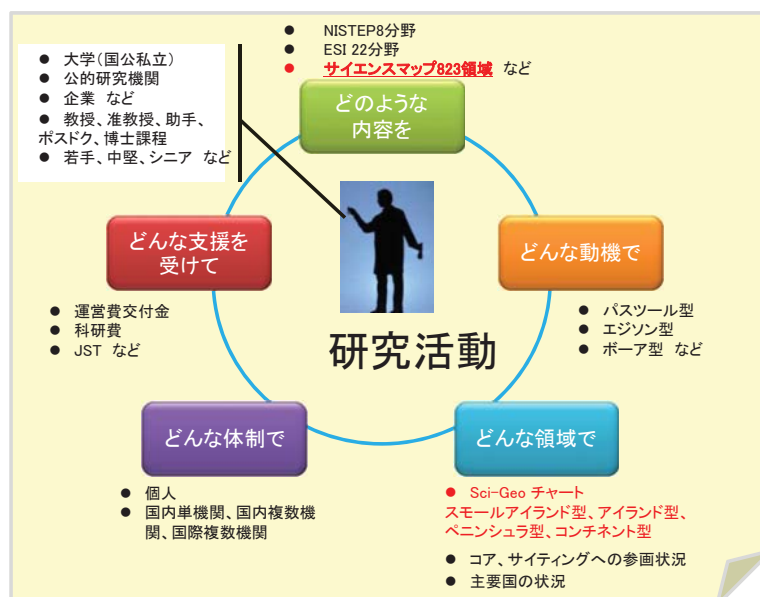 ● NISTEP8分野
● ESI 22分野
● サイエンスマップ823領域 など
● 大学(国公私立)
● 公的研究機関
● 企業 など
● 教授、准教授、助手、
ポスドク、博士課程
● 若手、中堅、シニア など
どのような
内容を
どんな支援を
受けて
● 運営費交付金
● 科研費
● JST など
どんな動機で
● パスツール型
● エジソン型
● ボーア型 など
研究活動
どんな体制で
● 個人
● 国内単機関、国内複数機
関、国際複数機関
どんな領域で
● Sci-Geo チャート
スモールアイランド型、アイランド型、
ペニンシュラ型、コンチネント型
● コア、サイティングへの参画状況
● 主要国の状況